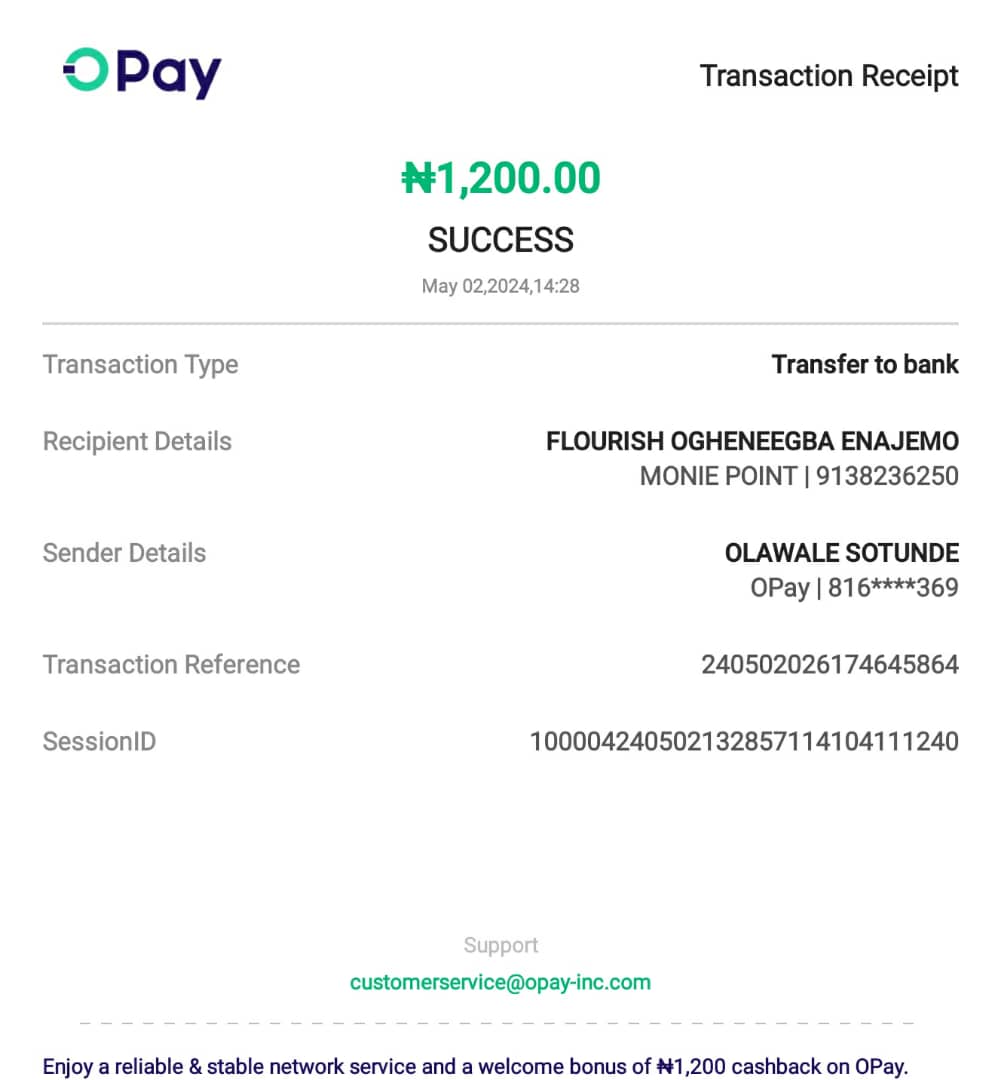 OPay
Transaction Receipt
₦1,200.00
SUCCESS
May 02,2024,14:28
Transaction Type
Transfer to bank
Recipient Details
FLOURISH OGHENEEGBA ENAJEMO
MONIE POINT | 9138236250
Sender Details
OLAWALE SOTUNDE
OPay | 816****369
Transaction Reference
240502026174645864
SessionID
100004240502132857114104111240
Support
customerservice@opay-inc.com
Enjoy a reliable & stable network service and a welcome bonus of ₦1,200 cashback on OPay.